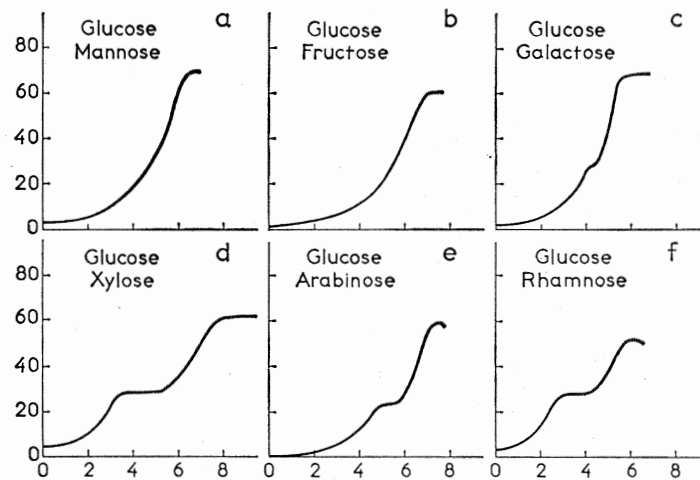 Glucose a
Mannose
Glucose b
Fructose
Glucose c
Galactose
80
60
40
20
0
Glucose d
Xylose
Glucose e
Arabinose
Glucose f
Rhamnose
80
60
40
20
0
0 2 4 6 8
0 2 4 6 8
0 2 4 6 8